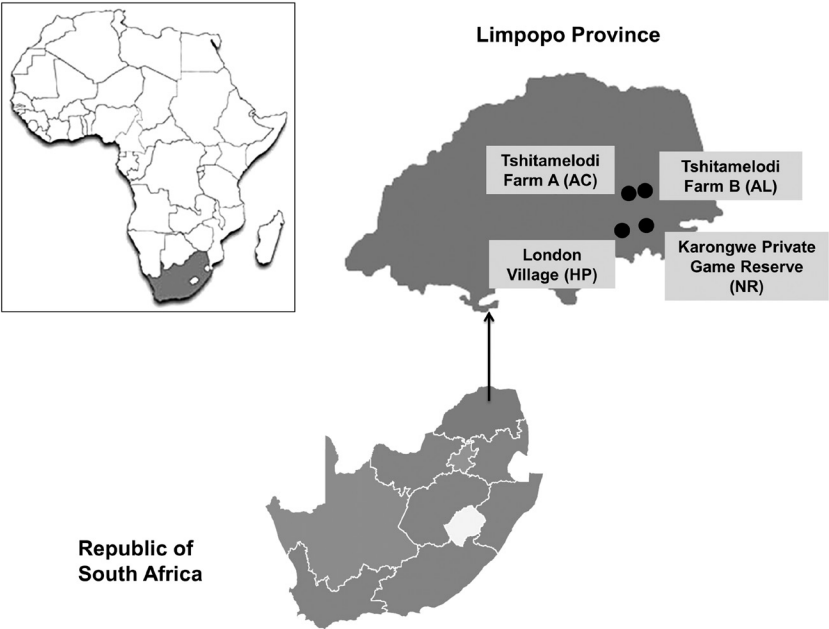 Limpopo Province
Tshitamelodi
Farm A (AC)
Tshitamelodi
Farm B (AL)
London
Village (HP)
Karongwe Private
Game Reserve
(NR)
Republic of
South Africa